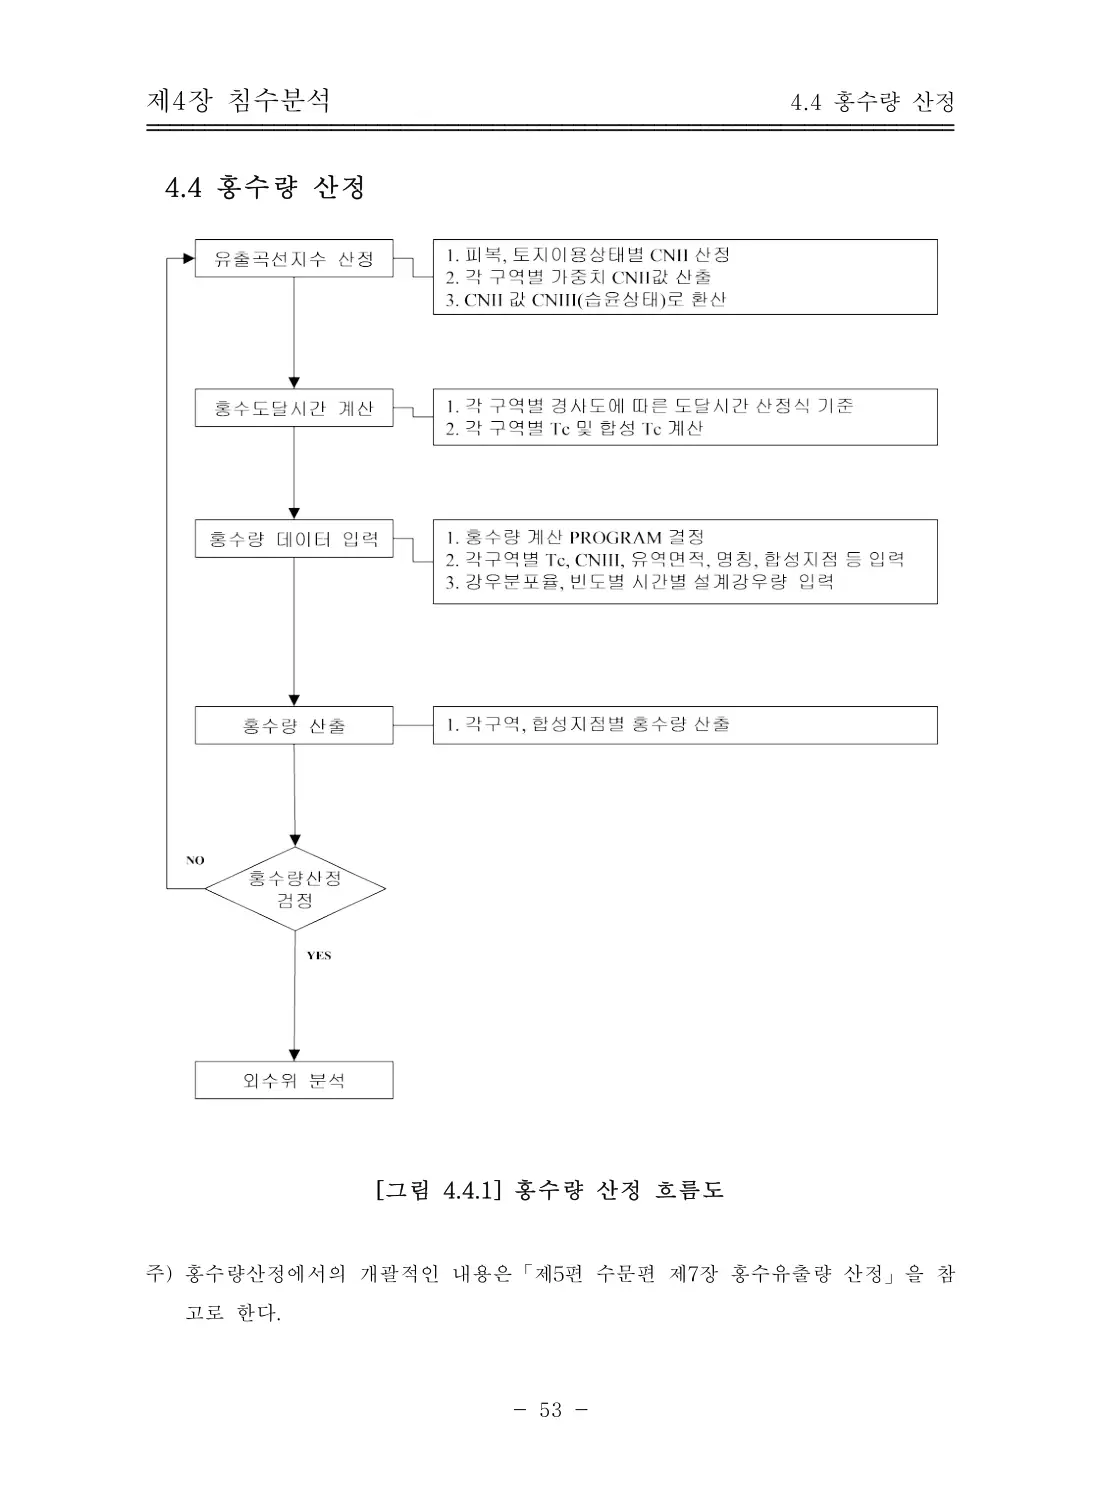 제4장 침수분석
4.4 홍수량 산정
4.4 홍수량 산정
유출곡선지수 산정
1. 피복, 토지이용상태별 CNII 산정
2. 각 구역별 가중치 CNII값 산출
3. CNII 값 CNIII(습윤상태)로 환산
홍수도달시간 계산
1. 각 구역별 경사도에 따른 도달시간 산정식 기준
2. 각 구역별 Tc 및 합성 Tc 계산
홍수량 데이터 입력
1. 홍수량 계산 PROGRAM 결정
2. 각구역별 Tc, CNIII, 유역면적, 명칭, 합성지점 등 입력
3. 강우분포율, 빈도별 시간별 설계강우량 입력
홍수량 산출
1. 각구역, 합성지점별 홍수량 산출
NO
홍수량산정
검정
YES
외수위 분석
[그림 4.4.1] 홍수량 산정 흐름도
주) 홍수량산정에서의 개괄적인 내용은「제5편 수문편 제7장 홍수유출량 산정」을 참
고로 한다.
- 53 -